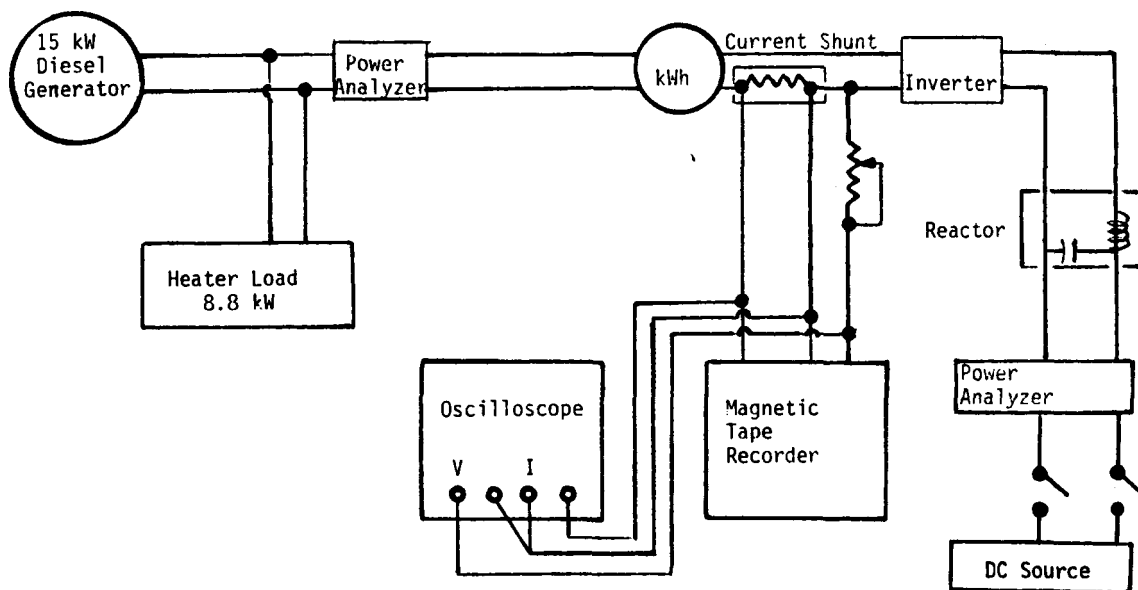 15 kW
Diesel
Generator
Power
Analyzer
kWh
Current Shunt
Inverter
Heater Load
8.8 kW
Reactor
Oscilloscope
V I
Magnetic
Tape
Recorder
Power
Analyzer
DC Source